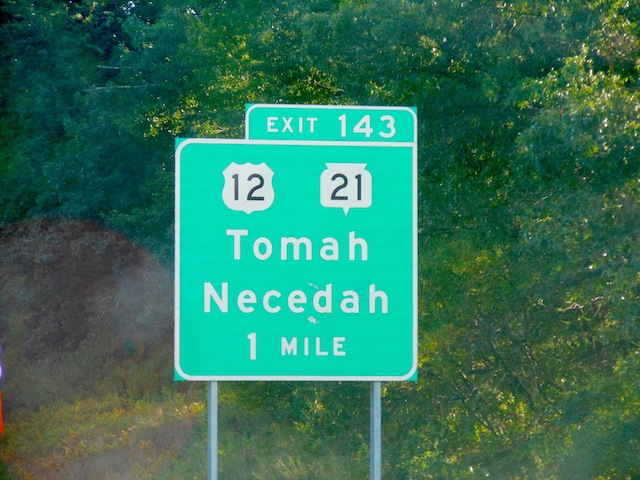 EXIT 143
12 21
Tomah
Necedah
1 MILE